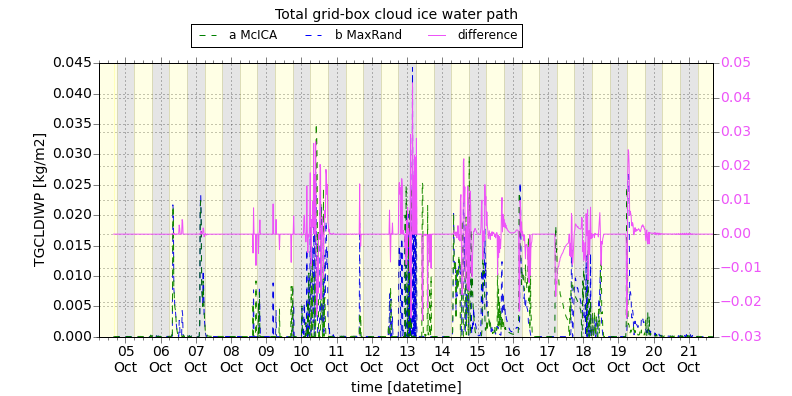 Total grid-box cloud ice water path
a McICA b MaxRand difference
0.045 0.05
0.040 0.04
0.035 0.03
0.030 0.02
0.025 0.01
0.020 0.00
0.015 −0.01
0.010 −0.02
0.005 −0.03
0.000
TGCLDIWP [kg/m2]
05 06 07 08 09 10 11 12 13 14 15 16 17 18 19 20 21
Oct Oct Oct Oct Oct Oct Oct Oct Oct Oct Oct Oct Oct Oct Oct Oct Oct
time [datetime]